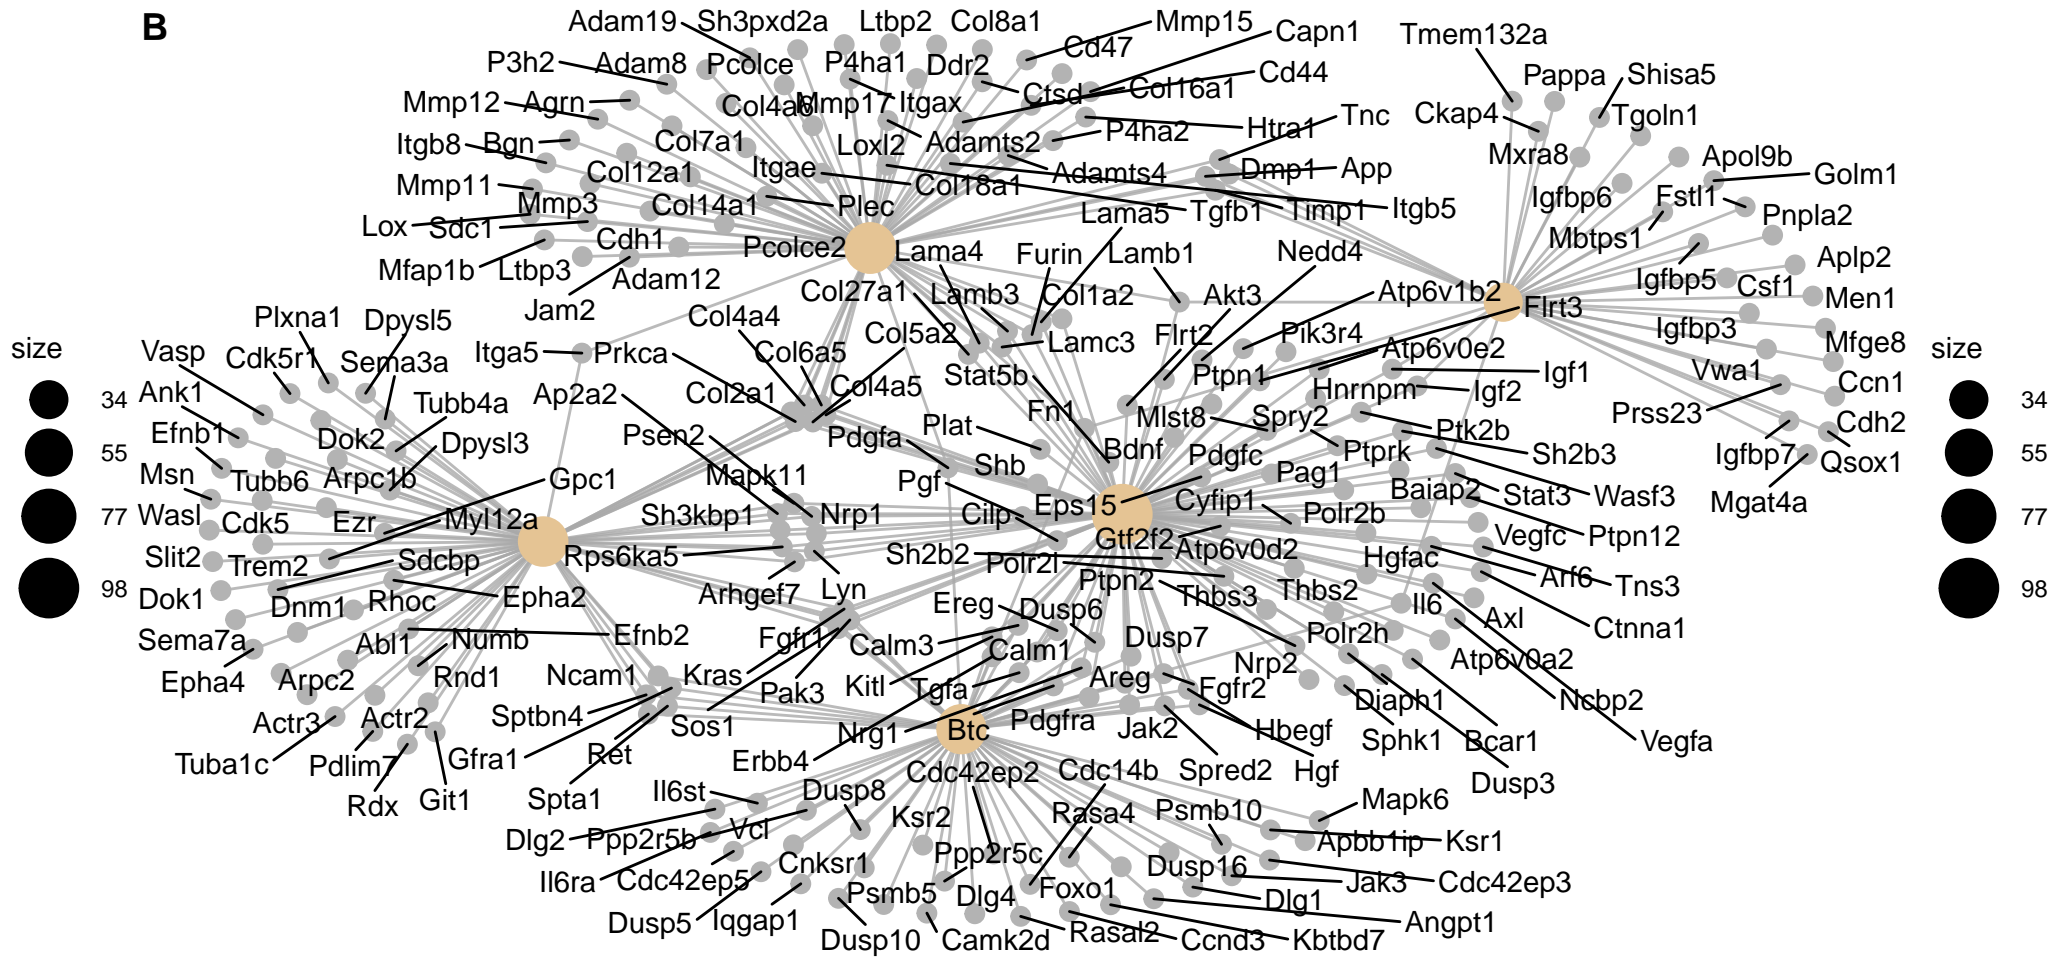 B
Adam19
Sh3pxd2a
Ltbp2
Col8a1
Mmp15
Capn1
Tmem132a
P3h2
Adam8
Pcolce
P4ha1
Ddr2
Cd47
Cd44
Pappa
Shisa5
Mmp12
Agrn
Col4a6
Mmp17
Itgax
Ctsd
Col16a1
Tnc
Ckap4
Tgoln1
Itgb8
Bgn
Col7a1
Loxl2
Adamts2
P4ha2
Htra1
Mxra8
Apol9b
Mmp11
Col12a1
Itgae
Col18a1
Adamts4
Dmp1
App
Golm1
Lox
Sdc1
Mmp3
Col14a1
Plec
Lama5
Tgfb1
Timp1
Itgb5
Igfbp6
Fstl1
Pnpla2
Mfap1b
Ltbp3
Cdh1
Adam12
Pcolce2
Lama4
Furin
Lamb1
Nedd4
Mbtps1
Aplp2
Jam2
Col27a1
Lamb3
Col1a2
Akt3
Atp6v1b2
Flrt3
Igfbp5
Csf1
Men1
Plxna1
Dpysl5
Col4a4
Col5a2
Lamc3
Flrt2
Pik3r4
Igfbp3
Mfge8
size
Vasp
Cdk5r1
Sema3a
Itga5
Prkca
Col6a5
Stat5b
Ptpn1
Atp6v0e2
Igf1
Vwa1
Ccn1
size
34
Ank1
Tubb4a
Ap2a2
Col2a1
Col4a5
Fn1
Mlst8
Hnrnpm
Igf2
Prss23
Cdh2
34
Efnb1
Dok2
Dpysl3
Psen2
Pdgfa
Plat
Bdnf
Spry2
Ptk2b
Igfbp7
Qsox1
55
Msn
Tubb6
Arpc1b
Gpc1
Mapk11
Pgf
Shb
Pdgfc
Pag1
Ptprk
Sh2b3
Mgat4a
55
77
Wasl
Cdk5
Ezr
Myl12a
Sh3kbp1
Nrp1
Cilp
Eps15
Cyfip1
Polr2b
Baiap2
Stat3
Wasf3
77
Slit2
Trem2
Sdcbp
Rps6ka5
Sh2b2
Polr2l
Gtf2f2
Atp6v0d2
Hgfac
Vegfc
Ptpn12
98
Dok1
Dnm1
Rhoc
Epha2
Arhgef7
Lyn
Ereg
Dusp6
Ptpn2
Thbs3
Thbs2
Il6
Arf6
Tns3
98
Sema7a
Abl1
Numb
Efnb2
Fgfr1
Calm3
Calm1
Dusp7
Polr2h
Axl
Ctnna1
Epha4
Arpc2
Rnd1
Ncam1
Kras
Pak3
Kitl
Tgfa
Areg
Fgfr2
Nrp2
Atp6v0a2
Actr3
Actr2
Sptbn4
Sos1
Nrg1
Btc
Pdgfra
Jak2
Hbegf
Diaph1
Ncbp2
Tuba1c
Pdlim7
Gfra1
Ret
Erbb4
Cdc42ep2
Cdc14b
Spred2
Hgf
Sphk1
Bcar1
Vegfa
Rdx
Git1
Spta1
Il6st
Dusp8
Ksr2
Rasa4
Psmb10
Mapk6
Dusp3
Dlg2
Ppp2r5b
Vcl
Cnksr1
Ppp2r5c
Dusp16
Apbb1ip
Ksr1
Il6ra
Cdc42ep5
Psmb5
Dlg4
Foxo1
Dlg1
Jak3
Cdc42ep3
Dusp5
Iqgap1
Dusp10
Camk2d
Rasal2
Ccnd3
Kbtbd7
Angpt1